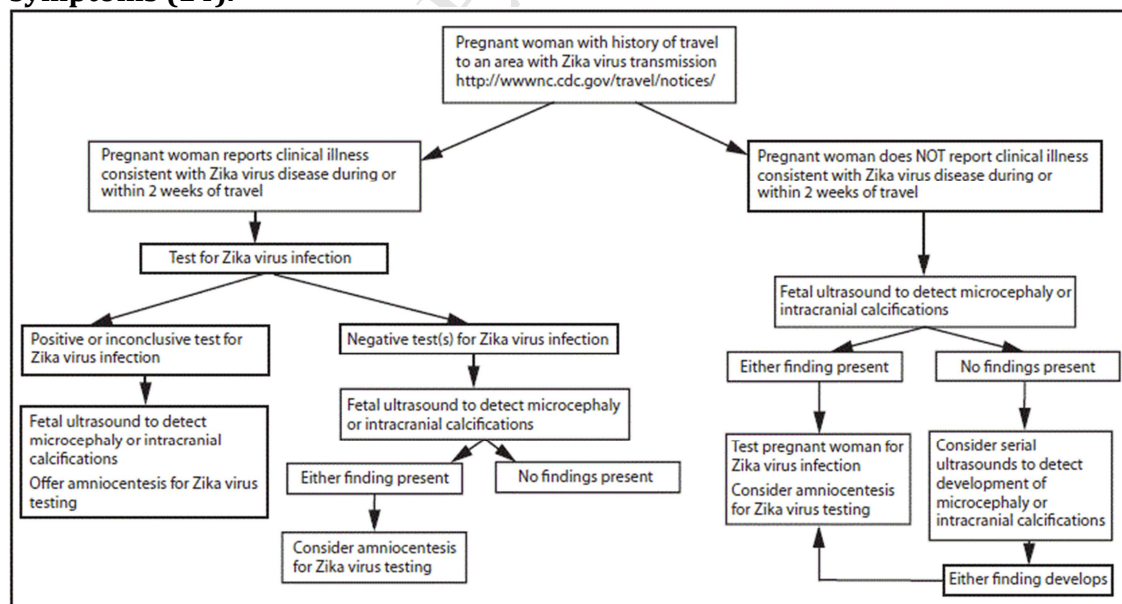 symptoms (24).
Pregnant woman with history of travel
to an area with Zika virus transmission
http://wwwnc.cdc.gov/travel/notices/
Pregnant woman reports clinical illness
consistent with Zika virus disease during or
within 2 weeks of travel
Pregnant woman does NOT report clinical illness
consistent with Zika virus disease during or
within 2 weeks of travel
Test for Zika virus infection
Fetal ultrasound to detect microcephaly or
intracranial calcifications
Positive or inconclusive test for
Zika virus infection
Negative test(s) for Zika virus infection
Either finding present
No findings present
Fetal ultrasound to detect
microcephaly or intracranial
calcifications
Offer amniocentesis for Zika virus
testing
Fetal ultrasound to detect microcephaly
or intracranial calcifications
Either finding present
No findings present
Consider amniocentesis
for Zika virus testing
Test pregnant woman for
Zika virus infection
Consider amniocentesis
for Zika virus testing
Consider serial
ultrasounds to detect
development of
microcephaly or
intracranial calcifications
Either finding develops